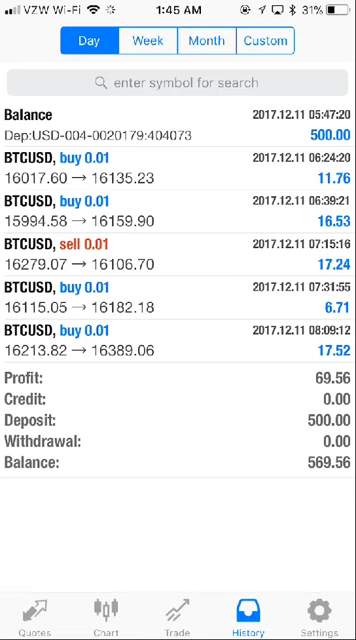 VZW Wi-Fi 1:45 AM 31%
Day Week Month Custom
enter symbol for search
Balance 2017.12.11 05:47:20
Dep:USD-004-0020179:404073 500.00
BTCUSD, buy 0.01 2017.12.11 06:24:20
16017.60 → 16135.23 11.76
BTCUSD, buy 0.01 2017.12.11 06:39:21
15994.58 → 16159.90 16.53
BTCUSD, sell 0.01 2017.12.11 07:15:16
16279.07 → 16106.70 17.24
BTCUSD, buy 0.01 2017.12.11 07:31:55
16115.05 → 16182.18 6.71
BTCUSD, buy 0.01 2017.12.11 08:09:12
16213.82 → 16389.06 17.52
Profit: 69.56
Credit: 0.00
Deposit: 500.00
Withdrawal: 0.00
Balance: 569.56
Quotes Chart Trade History Settings